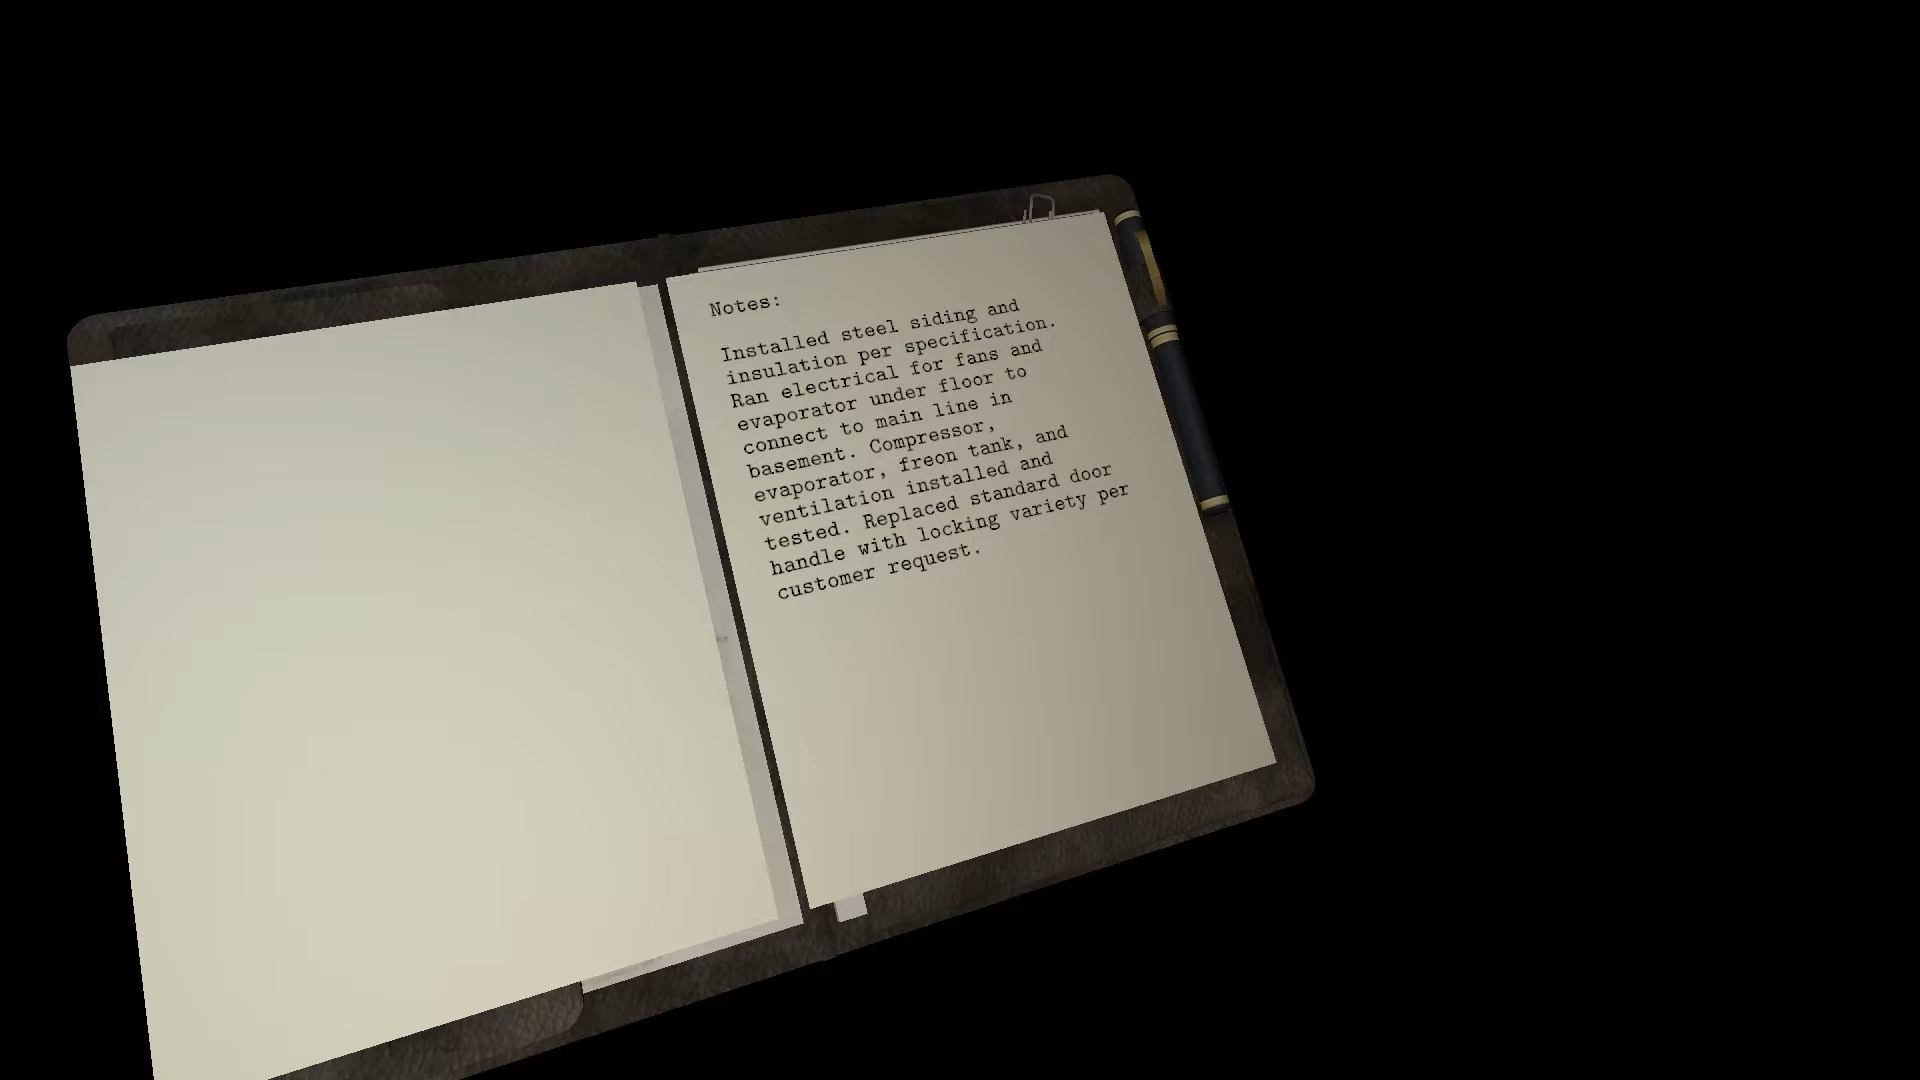 Notes:
Installed steel siding and
insulation per specification.
Ran electrical for fans and
evaporator under floor to
connect to main line in
basement. Compressor,
evaporator, freon tank, and
ventilation installed and
tested. Replaced standard door
handle with locking variety per
customer request.